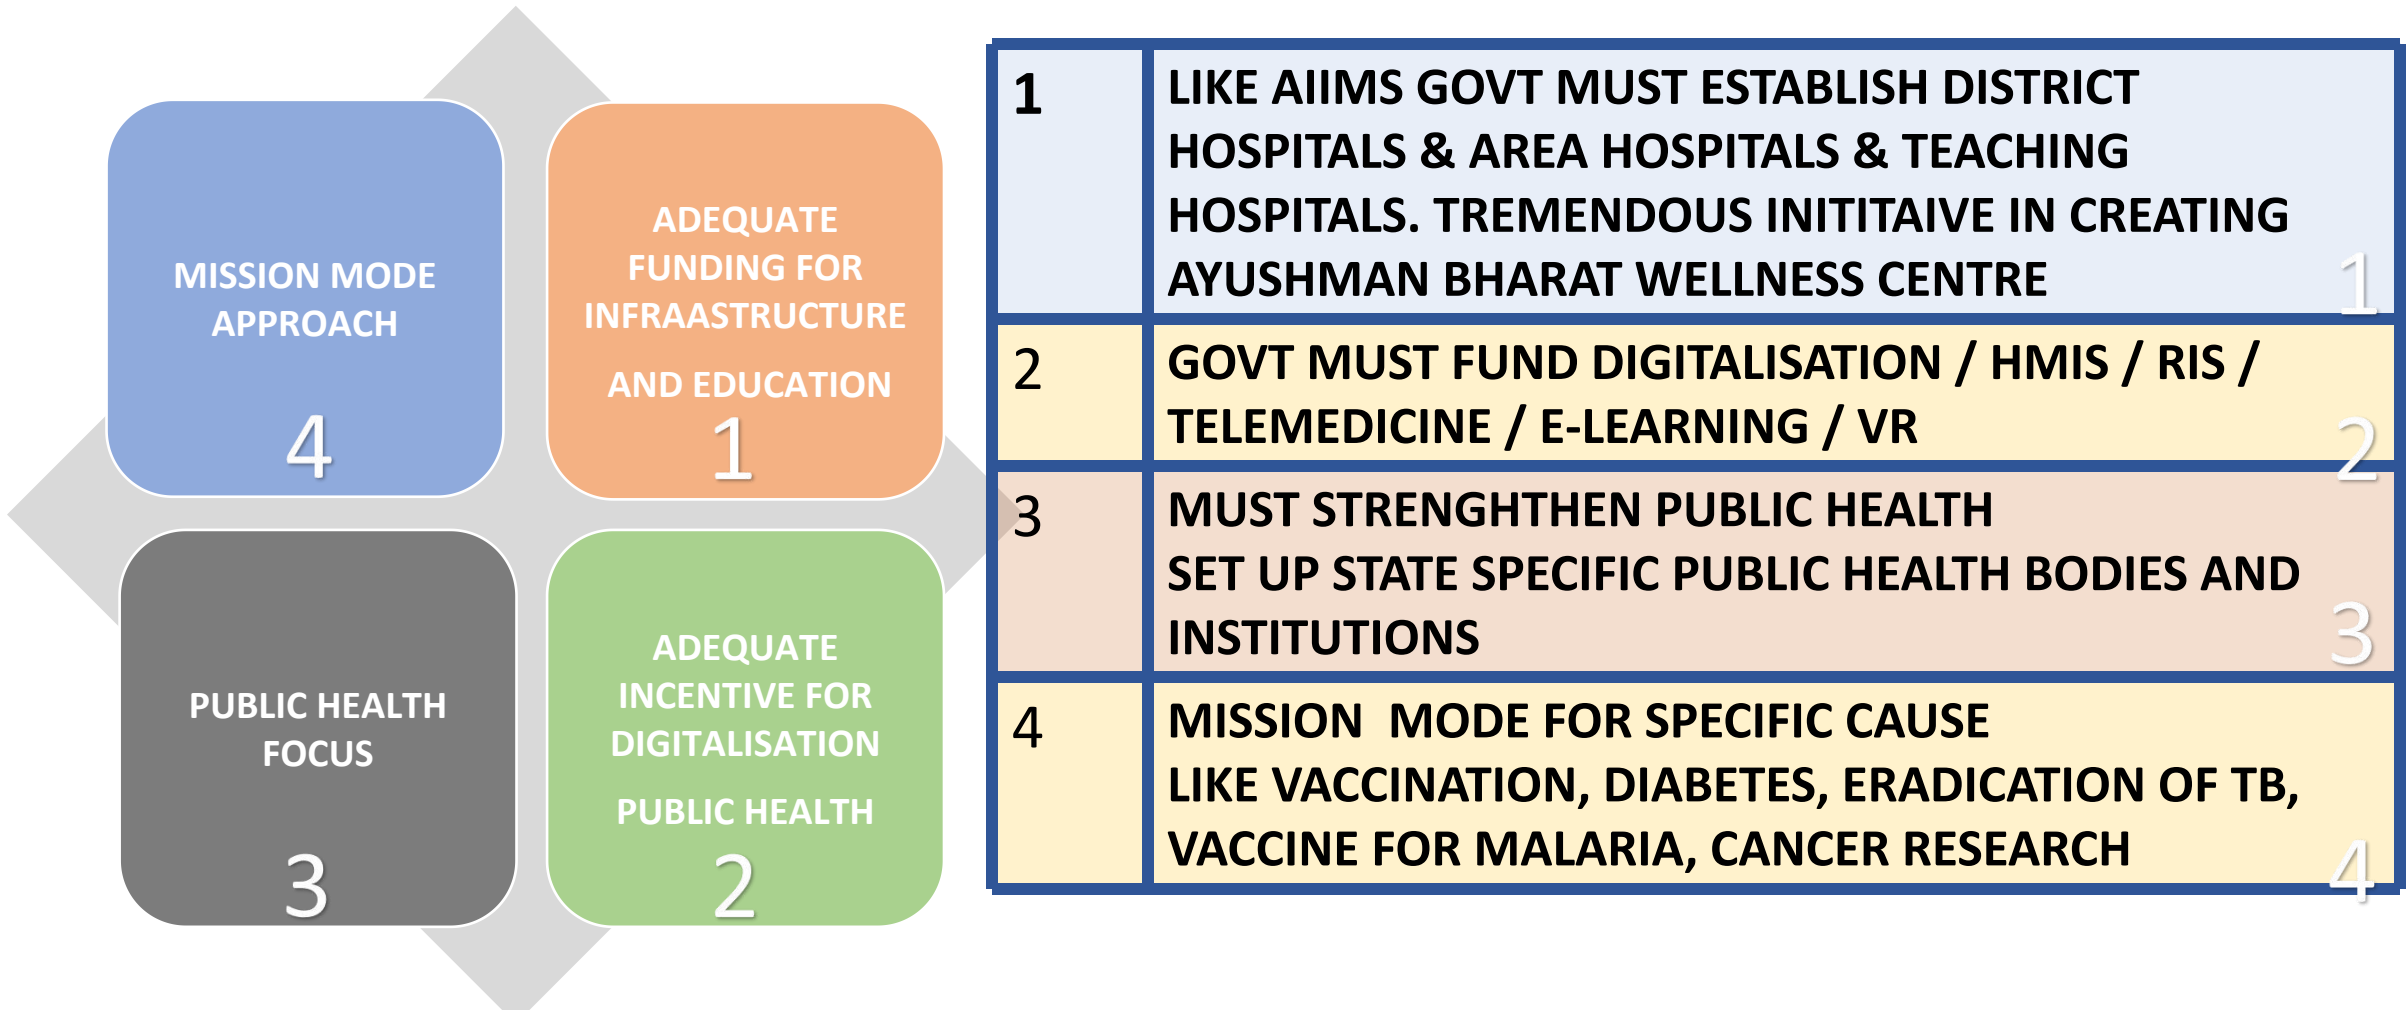 MISSION MODE
APPROACH
4
ADEQUATE
FUNDING FOR
INFRAASTRUCTURE
AND EDUCATION
1
PUBLIC HEALTH
FOCUS
3
ADEQUATE
INCENTIVE FOR
DIGITALISATION
PUBLIC HEALTH
2
1
LIKE AIIMS GOVT MUST ESTABLISH DISTRICT
HOSPITALS & AREA HOSPITALS & TEACHING
HOSPITALS. TREMENDOUS INITITAIVE IN CREATING
AYUSHMAN BHARAT WELLNESS CENTRE
1
2
GOVT MUST FUND DIGITALISATION / HMIS / RIS /
TELEMEDICINE / E-LEARNING / VR
2
3
MUST STRENGHTHEN PUBLIC HEALTH
SET UP STATE SPECIFIC PUBLIC HEALTH BODIES AND
INSTITUTIONS
3
4
MISSION  MODE FOR SPECIFIC CAUSE
LIKE VACCINATION, DIABETES, ERADICATION OF TB,
VACCINE FOR MALARIA, CANCER RESEARCH
4